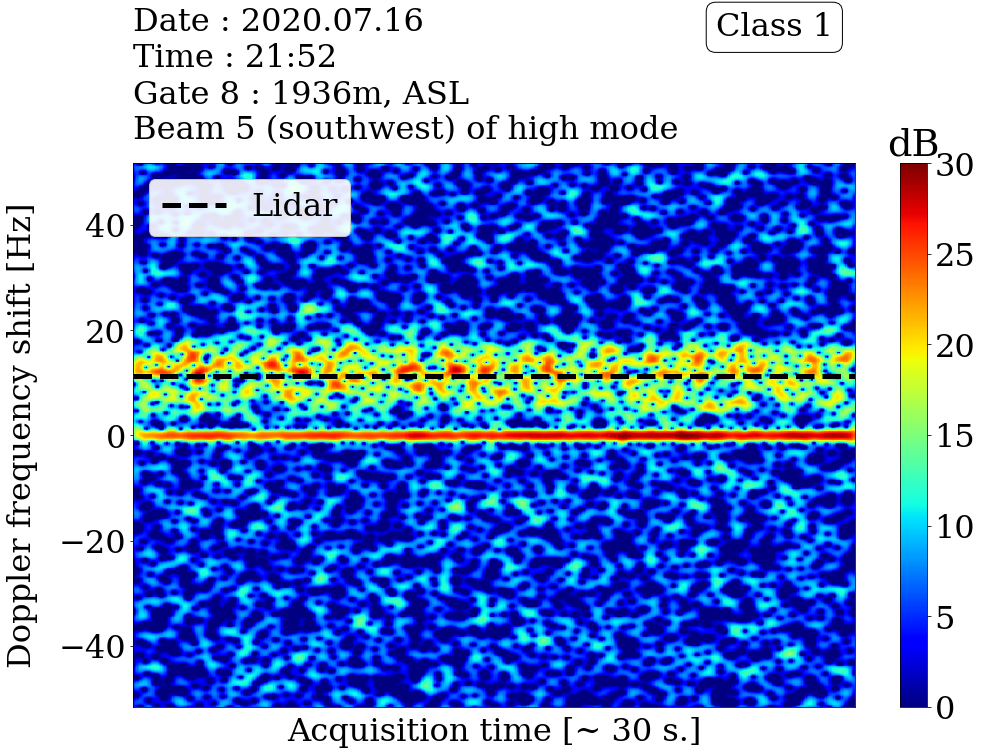 Date : 2020.07.16
Time : 21:52
Gate 8 : 1936m, ASL
Beam 5 (southwest) of high mode
Class 1
dB
Lidar
Doppler frequency shift [Hz]
40
20
0
−20
−40
30
25
20
15
10
5
0
Acquisition time [~ 30 s.]